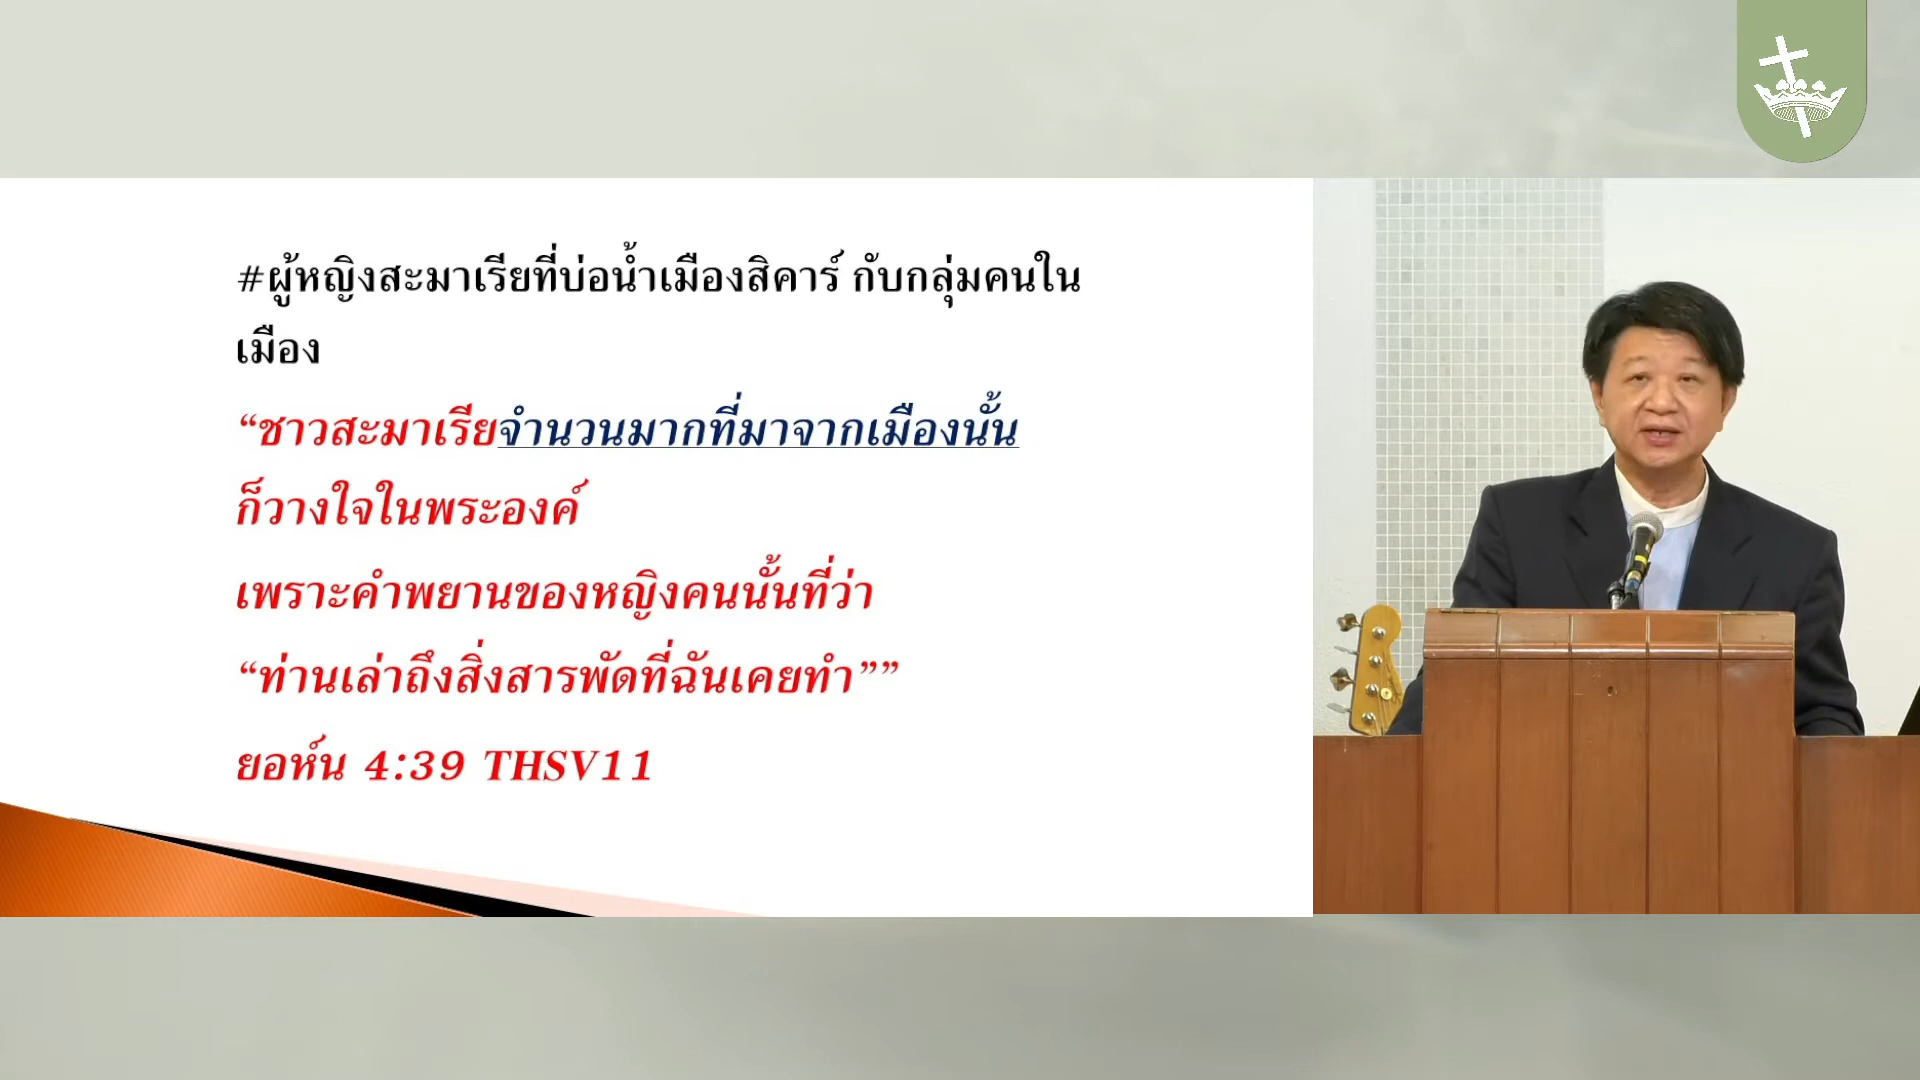 #ผู้หญิงสะมาเรียที่บ่อน้ำเมืองสิคาร์ กับกลุ่มคนใน
เมือง
“ชาวสะมาเรียจำนวนมากที่มาจากเมืองนั้น
ก็วางใจในพระองค์
เพราะคำพยานของหญิงคนนั้นที่ว่า
“ท่านเล่าถึงสิ่งสารพัดที่ฉันเคยทำ””
ยอห์น 4:39 THSV11